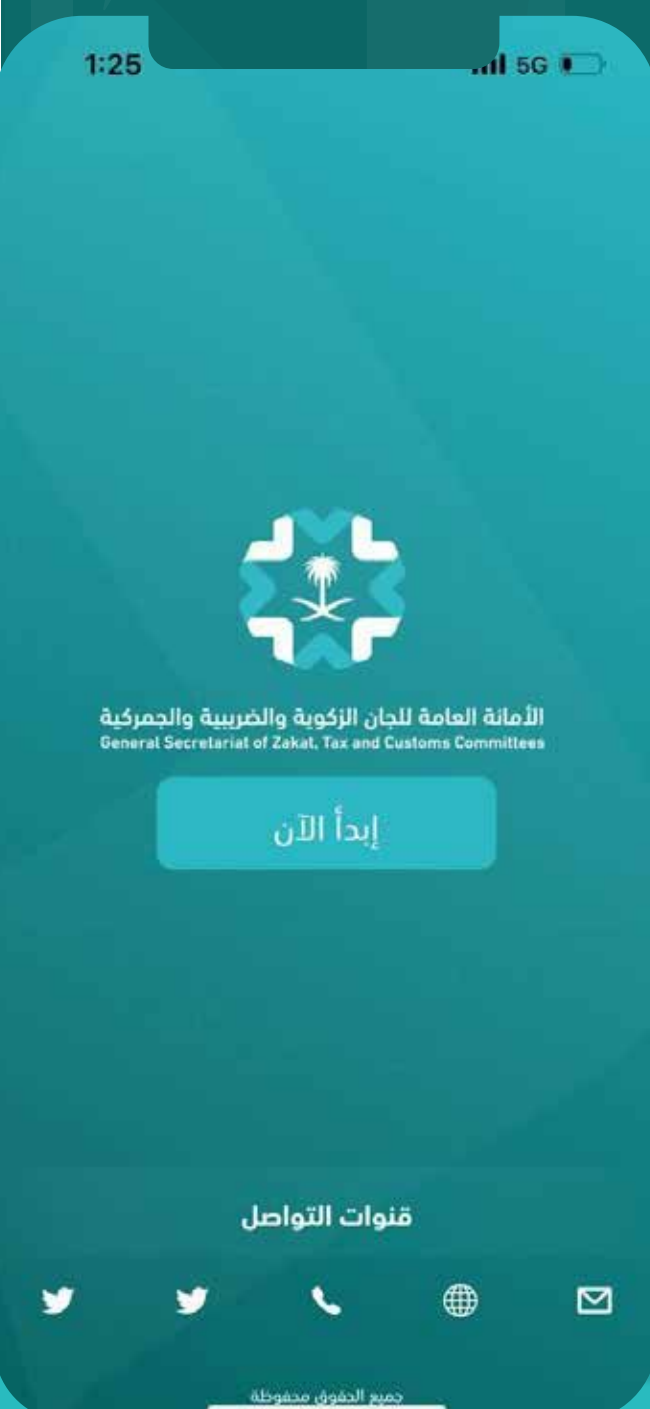 1:25 5G
الأمانة العامة للجان الزكوية والضريبية والجمركية
General Secretariat of Zakat, Tax and Customs Committees
إبدأ الآن
قنوات التواصل
جميع الحقوق محفوظة